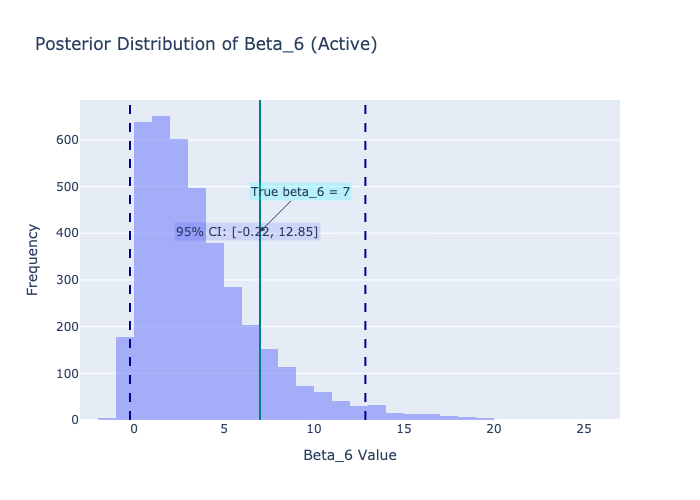 Posterior Distribution of Beta_6 (Active)
600
500
400
300
200
100
0
Frequency
True beta_6 = 7
95% CI: [-0.22, 12.85]
0 5 10 15 20 25
Beta_6 Value